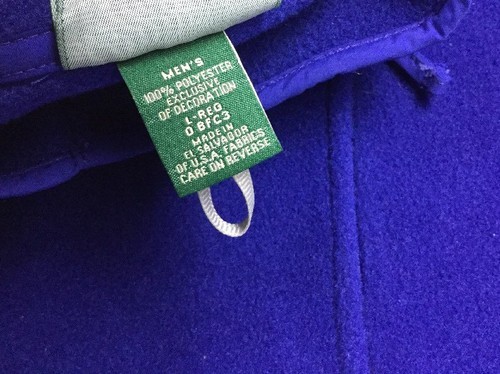 MEN'S
100% POLYESTER
EXCLUSIVE
OF DECORATION
L-REG
0 BFC3
MADE IN
EL SALVADOR
OF U.S.A. FABRICS
CARE ON REVERSE